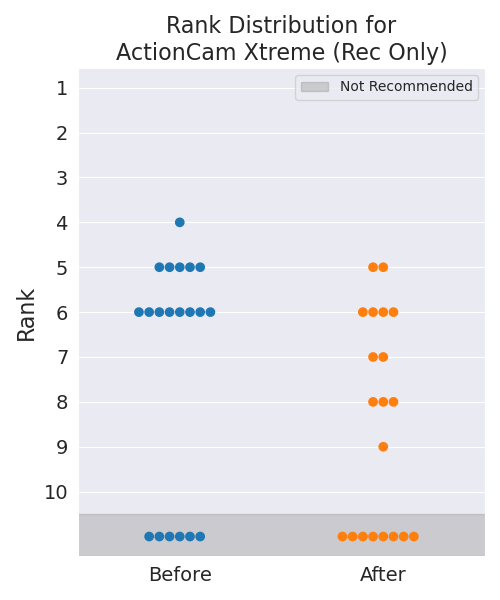 Rank Distribution for
ActionCam Xtreme (Rec Only)
Not Recommended
1
2
3
4
5
6
7
8
9
10
Rank
Before
After